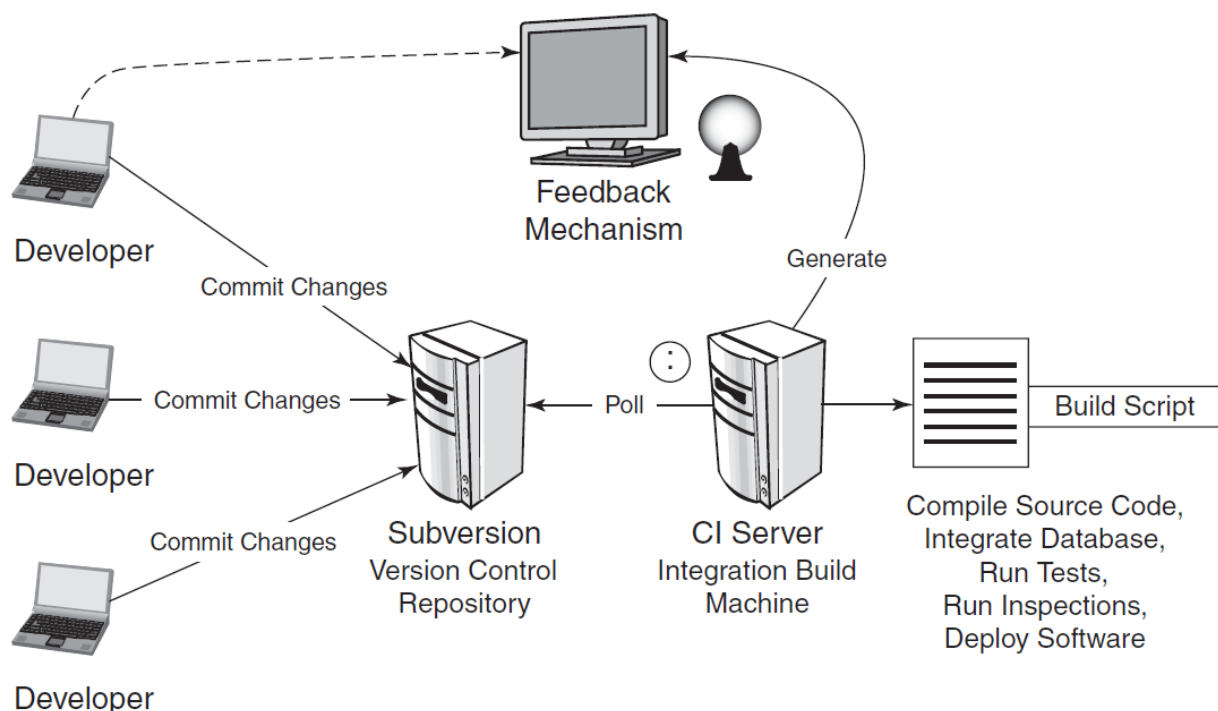 Feedback
Mechanism
Developer
Generate
Commit Changes
Developer
Commit Changes
Poll
:
Build Script
Subversion
Version Control
Repository
CI Server
Integration Build
Machine
Compile Source Code,
Integrate Database,
Run Tests,
Run Inspections,
Deploy Software
Commit Changes
Developer